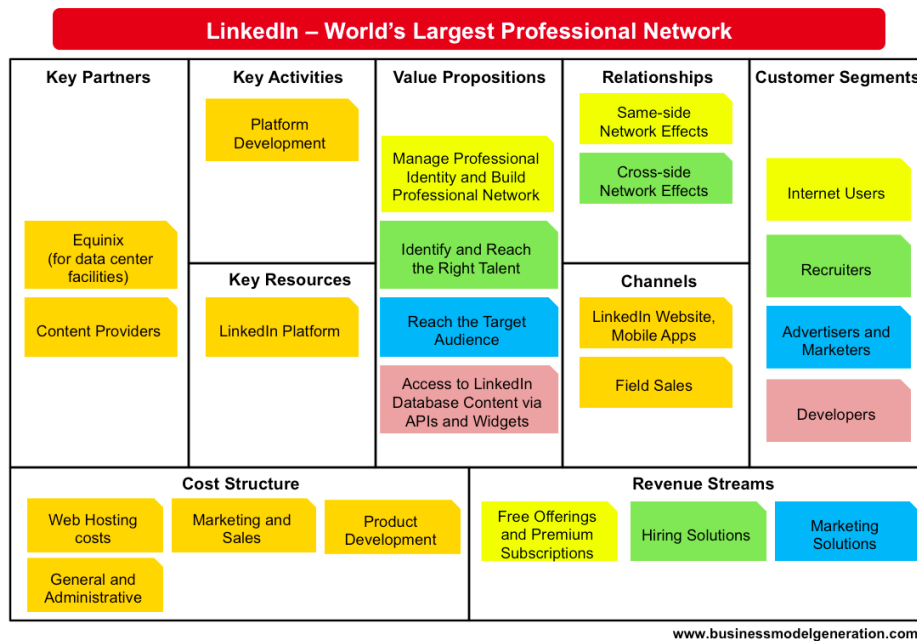 LinkedIn – World's Largest Professional Network
Key Partners
Equinix
(for data center
facilities)
Content Providers
Key Activities
Platform
Development
Key Resources
LinkedIn Platform
Value Propositions
Manage Professional
Identity and Build
Professional Network
Identify and Reach
the Right Talent
Reach the Target
Audience
Access to LinkedIn
Database Content via
APIs and Widgets
Relationships
Same-side
Network Effects
Cross-side
Network Effects
Channels
LinkedIn Website,
Mobile Apps
Field Sales
Customer Segments
Internet Users
Recruiters
Advertisers and
Marketers
Developers
Cost Structure
Web Hosting
costs
Marketing and
Sales
Product
Development
General and
Administrative
Revenue Streams
Free Offerings
and Premium
Subscriptions
Hiring Solutions
Marketing
Solutions
www.businessmodelgeneration.com